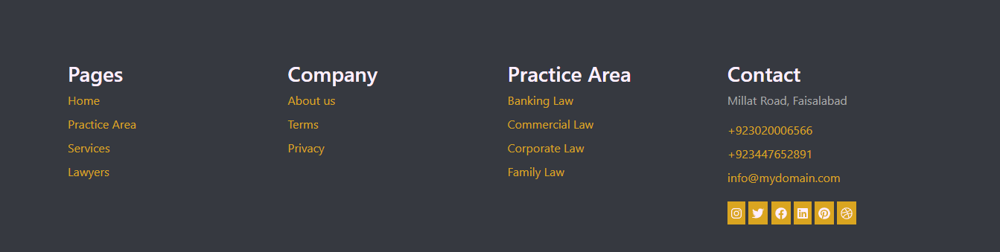 Pages
Home
Practice Area
Services
Lawyers
Company
About us
Terms
Privacy
Practice Area
Banking Law
Commercial Law
Corporate Law
Family Law
Contact
Millat Road, Faisalabad
+923020006566
+923447652891
info@mydomain.com